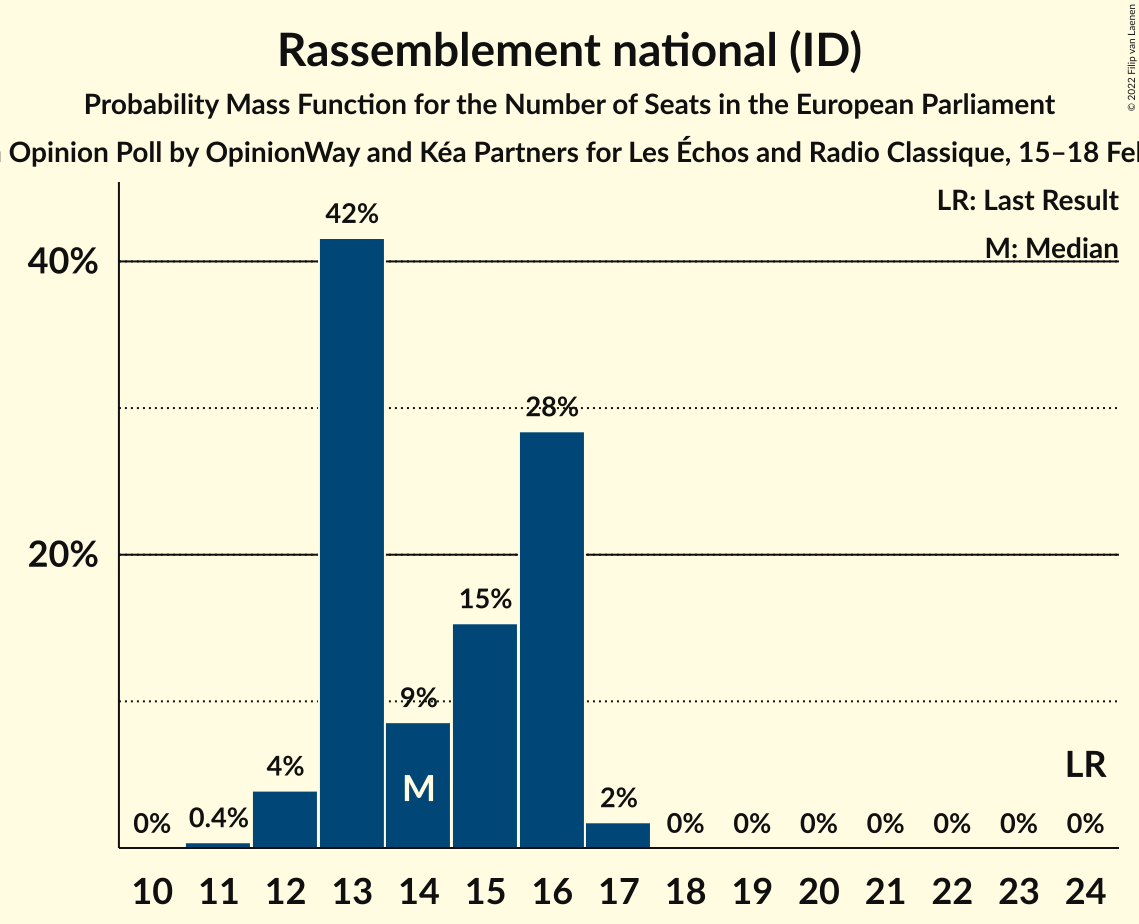 Rassemblement national (ID)
Probability Mass Function for the Number of Seats in the European Parliament
Opinion Poll by OpinionWay and Kéa Partners for Les Échos and Radio Classique, 15–18
© 2022 Filip van Laenen
LR: Last Result
M: Median
40%
20%
0%
0.4%
4%
42%
9%
15%
28%
2%
0%
0%
0%
0%
0%
0%
0%
M
LR
10 11 12 13 14 15 16 17 18 19 20 21 22 23 24